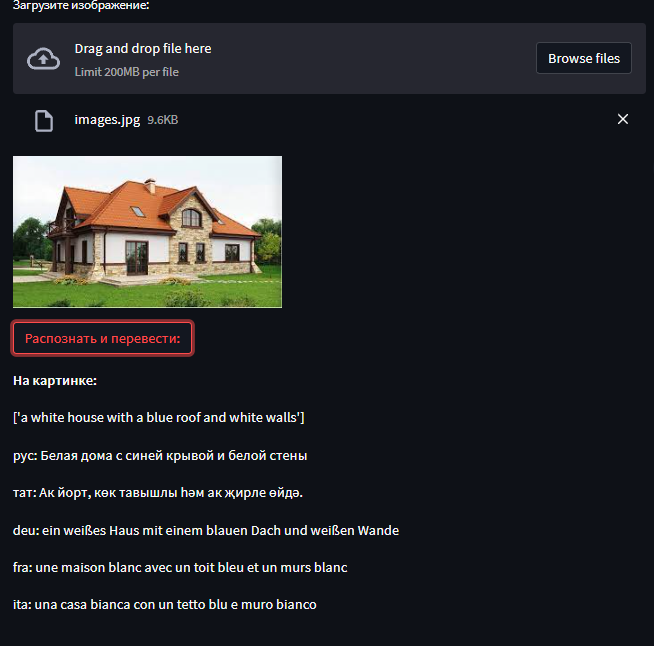 Загрузите изображение:
Drag and drop file here
Limit 200MB per file
Browse files
images.jpg 9.6KB
Распознать и перевести:
На картинке:
['a white house with a blue roof and white walls']
рус: Белая дома с синей крывой и белой стены
тат: Ак йорт, көк тавышлы һәм ак җирле өйдә.
deu: ein weißes Haus mit einem blauen Dach und weißen Wande
fra: une maison blanc avec un toit bleu et un murs blanc
ita: una casa bianca con un tetto blu e muro bianco